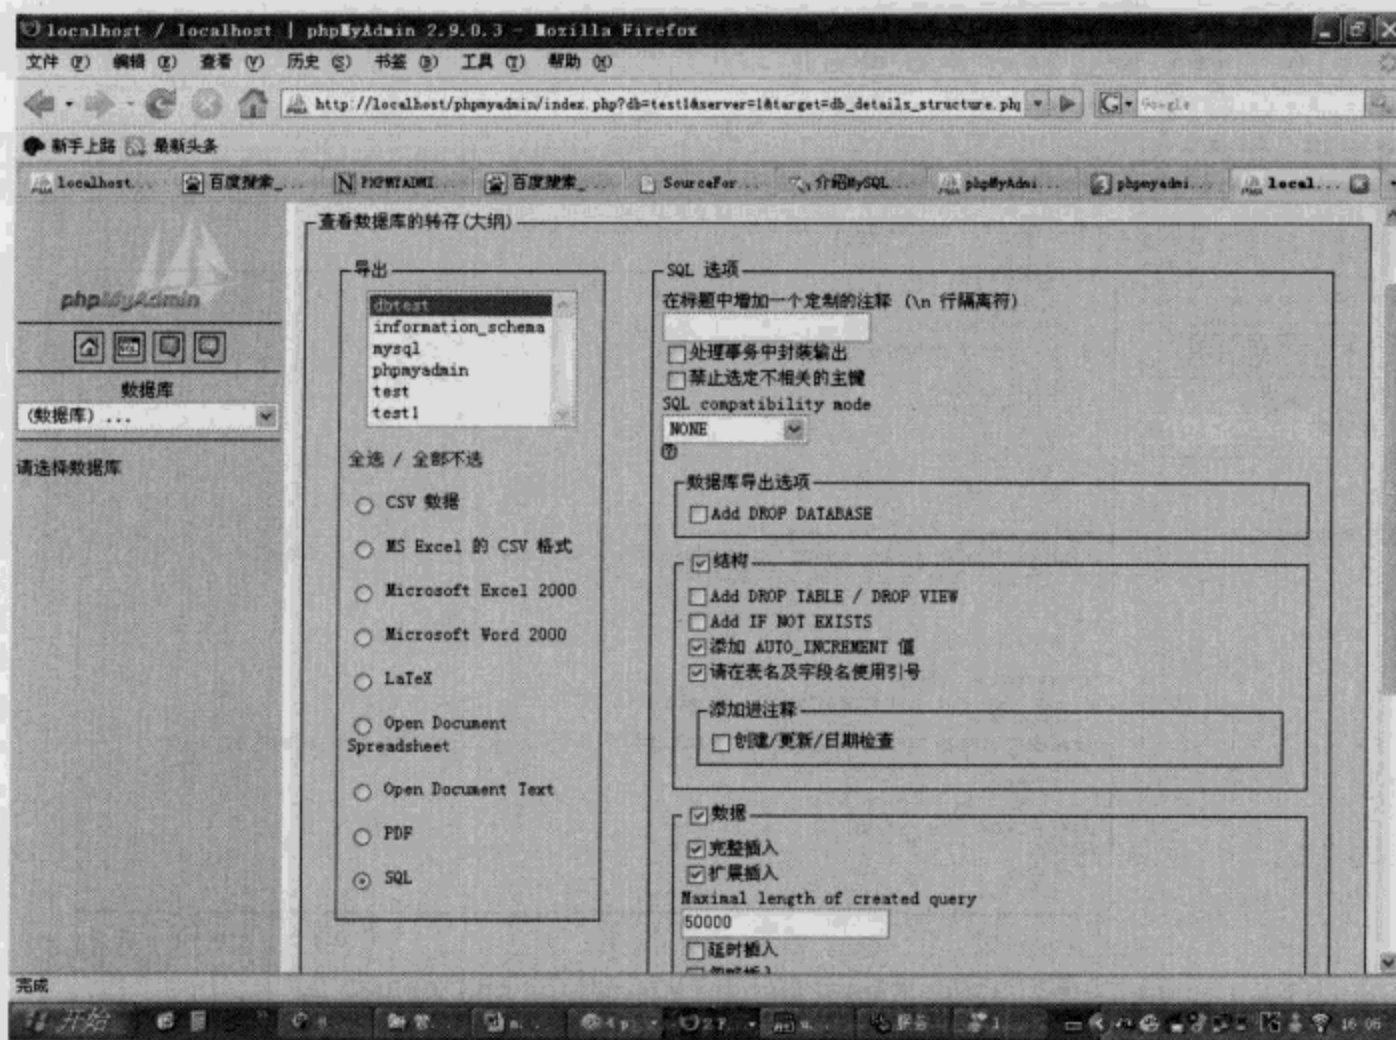 localhost / localhost | phpMyAdmin 2.9.0.3 - Mozilla Firefox
文件 (F) 编辑 (E) 查看 (V) 历史 (S) 书签 (B) 工具 (T) 帮助 (H)
http://localhost/phpmyadmin/index.php?db=test1&server=1&target=db_details_structure.php
Google
新手上路 最新头条
localhost... 百度搜索_... PHPMYADMI... 百度搜索_... SourceFor... 介绍MySQL... phpMyAdmi... phpmyadmi... local...
phpMyAdmin
数据库
(数据库) ...
请选择数据库
查看数据库的转存(大纲)
导出
dbtest
information_schema
mysql
phpmyadmin
test
test1
全选 / 全部不选
CSV 数据
MS Excel 的 CSV 格式
Microsoft Excel 2000
Microsoft Word 2000
LaTeX
Open Document
Spreadsheet
Open Document Text
PDF
SQL
SQL 选项
在标题中增加一个定制的注释 (\n 行隔离符)
处理事务中封装输出
禁止选定不相关的主键
SQL compatibility mode
NONE
数据库导出选项
Add DROP DATABASE
结构
Add DROP TABLE / DROP VIEW
Add IF NOT EXISTS
添加 AUTO_INCREMENT 值
请在表名及字段名使用引号
添加进注释
创建/更新/日期检查
数据
完整插入
扩展插入
Maximal length of created query
50000
延时插入
完成
开始
16:05